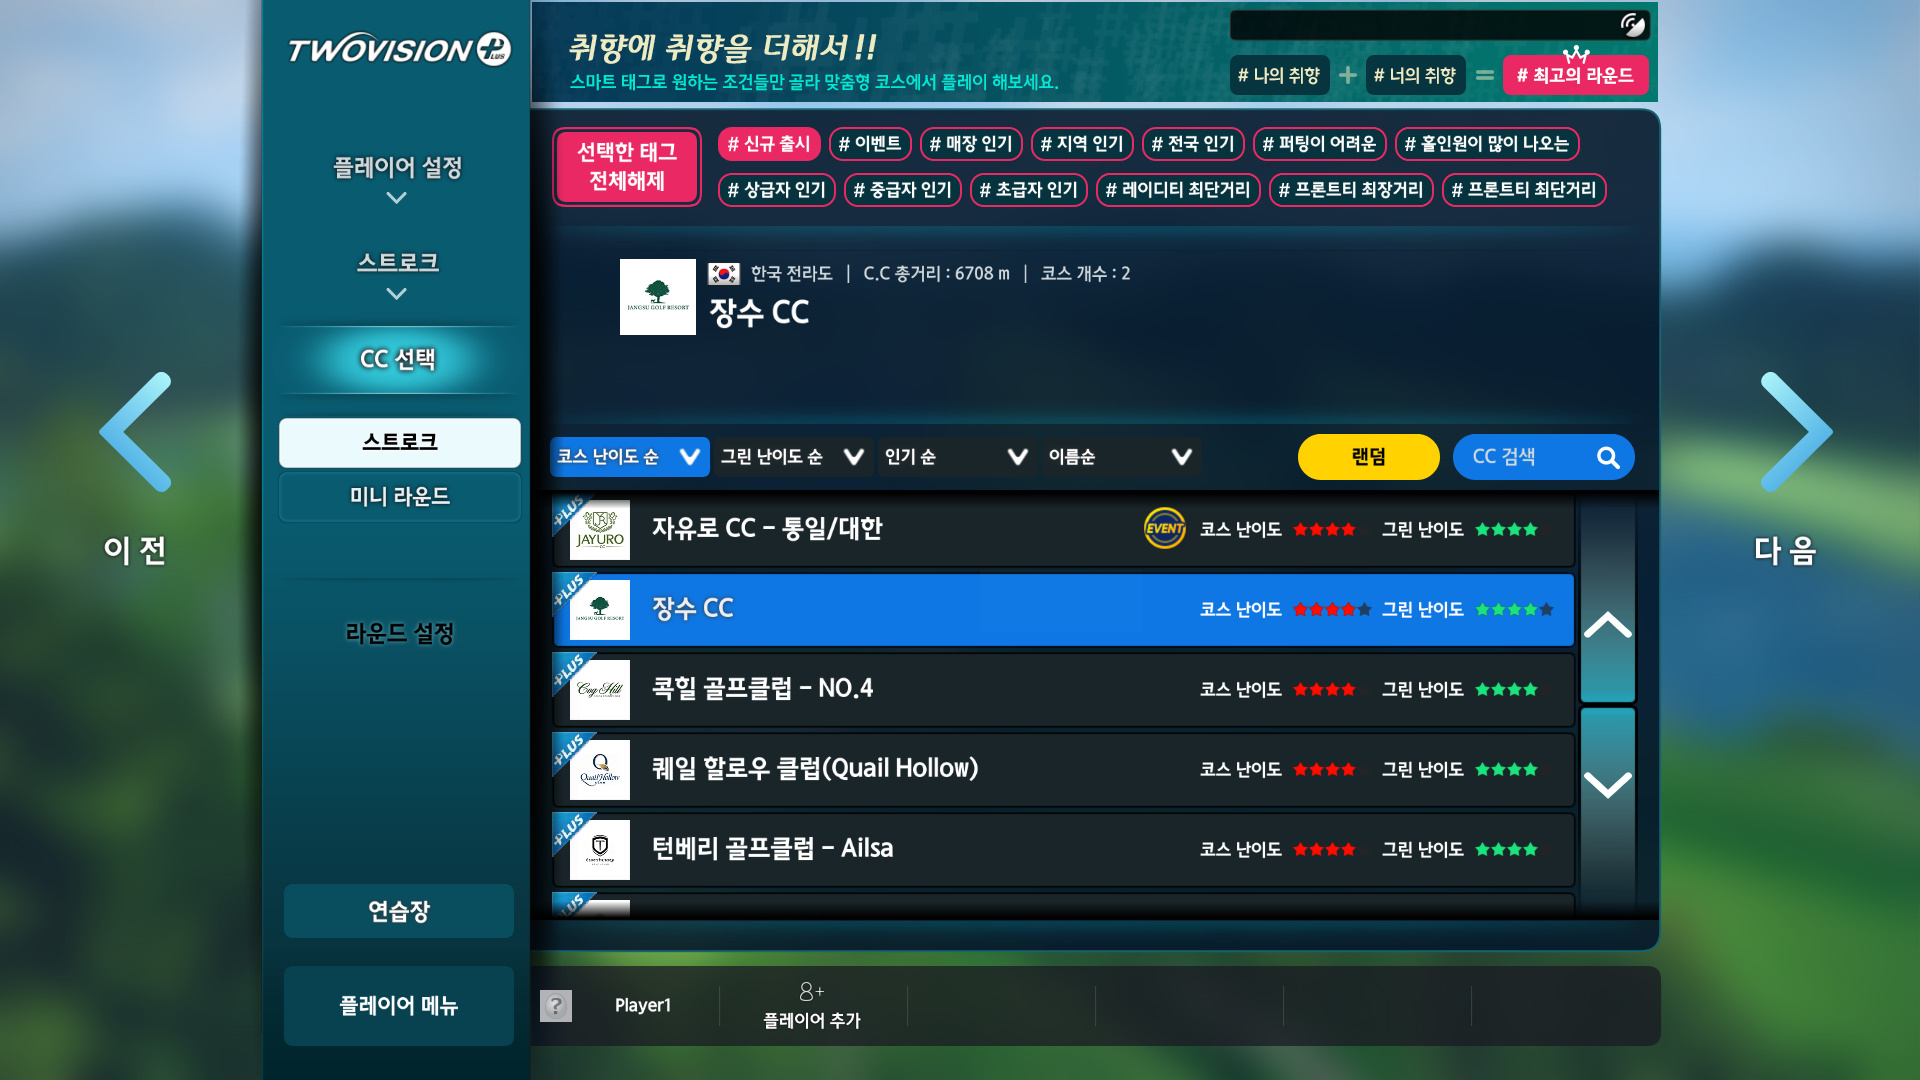 TWOVISION PLUS
플레이어 설정
스트로크
CC 선택
스트로크
미니 라운드
라운드 설정
연습장
플레이어 메뉴
이 전
취향에 취향을 더해서 !!
스마트 태그로 원하는 조건들만 골라 맞춤형 코스에서 플레이 해보세요.
# 나의 취향 + # 너의 취향 = # 최고의 라운드
선택한 태그
전체해제
# 신규 출시 # 이벤트 # 매장 인기 # 지역 인기 # 전국 인기 # 퍼팅이 어려운 # 홀인원이 많이 나오는
# 상급자 인기 # 중급자 인기 # 초급자 인기 # 레이디티 최단거리 # 프론트티 최장거리 # 프론트티 최단거리
JANGSU GOLF RESORT
한국 전라도 | C.C 총거리 : 6708 m | 코스 개수 : 2
장수 CC
코스 난이도 순 그린 난이도 순 인기 순 이름순 랜덤 CC 검색
PLUS JAYURO CC 자유로 CC - 통일/대한 EVENT 코스 난이도 ★★★★ 그린 난이도 ★★★★
PLUS JANGSU GOLF RESORT 장수 CC 코스 난이도 ★★★★★ 그린 난이도 ★★★★★
PLUS Cog Hill 콕힐 골프클럽 - NO.4 코스 난이도 ★★★★ 그린 난이도 ★★★★
PLUS Quail Hollow 퀘일 할로우 클럽(Quail Hollow) 코스 난이도 ★★★★ 그린 난이도 ★★★★
PLUS 턴베리 골프클럽 - Ailsa 코스 난이도 ★★★★ 그린 난이도 ★★★★
PLUS
? Player1
플레이어 추가
다 음